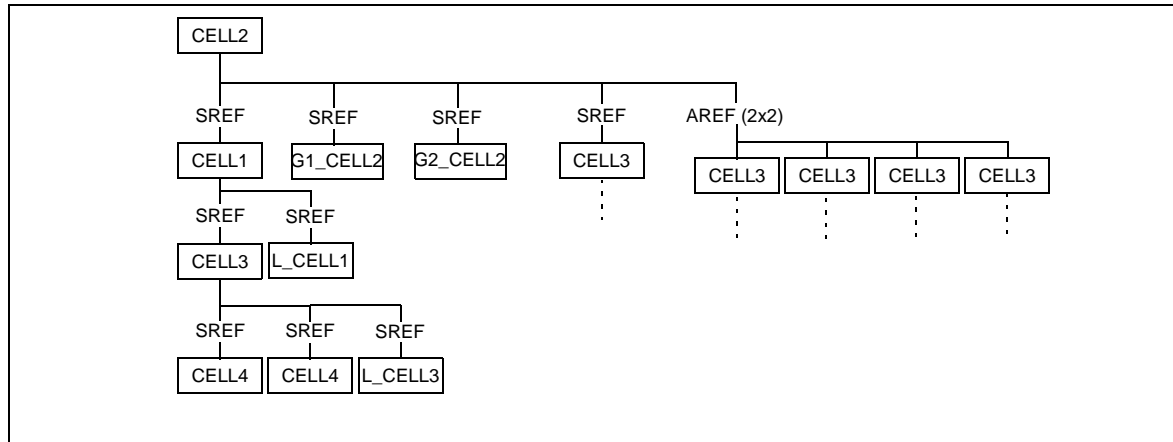 CELL2
SREF SREF SREF SREF AREF (2x2)
CELL1 G1_CELL2 G2_CELL2 CELL3 CELL3 CELL3 CELL3 CELL3
SREF SREF
CELL3 L_CELL1
SREF SREF SREF
CELL4 CELL4 L_CELL3